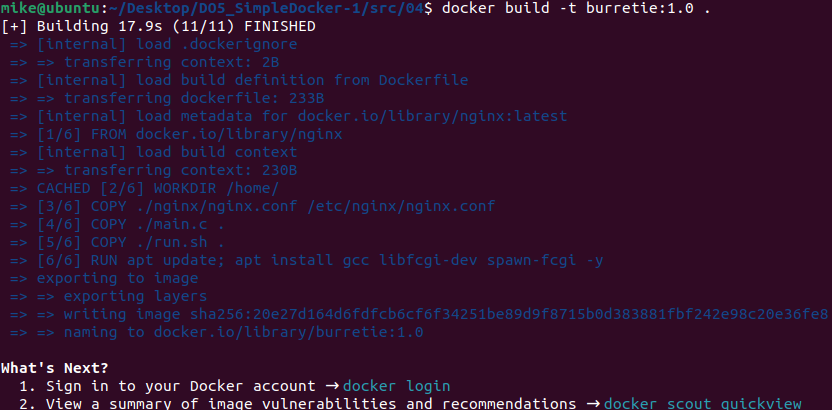 mike@ubuntu:~/Desktop/DO5_SimpleDocker-1/src/04$ docker build -t burretie:1.0 .
[+] Building 17.9s (11/11) FINISHED
=> [internal] load .dockerignore
=> => transferring context: 2B
=> [internal] load build definition from Dockerfile
=> => transferring dockerfile: 233B
=> [internal] load metadata for docker.io/library/nginx:latest
=> [1/6] FROM docker.io/library/nginx
=> [internal] load build context
=> => transferring context: 230B
=> CACHED [2/6] WORKDIR /home/
=> [3/6] COPY ./nginx/nginx.conf /etc/nginx/nginx.conf
=> [4/6] COPY ./main.c .
=> [5/6] COPY ./run.sh .
=> [6/6] RUN apt update; apt install gcc libfcgi-dev spawn-fcgi -y
=> exporting to image
=> => exporting layers
=> => writing image sha256:20e27d164d6fdfcb6cf6f34251be89d9f8715b0d383881fbf242e98c20e36fe8
=> => naming to docker.io/library/burretie:1.0
What's Next?
1. Sign in to your Docker account → docker login
2. View a summary of image vulnerabilities and recommendations → docker scout quickview